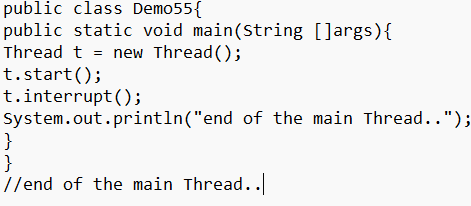 public class Demo55{
public static void main(String []args){
Thread t = new Thread();
t.start();
t.interrupt();
System.out.println("end of the main Thread..");
}
}
//end of the main Thread..